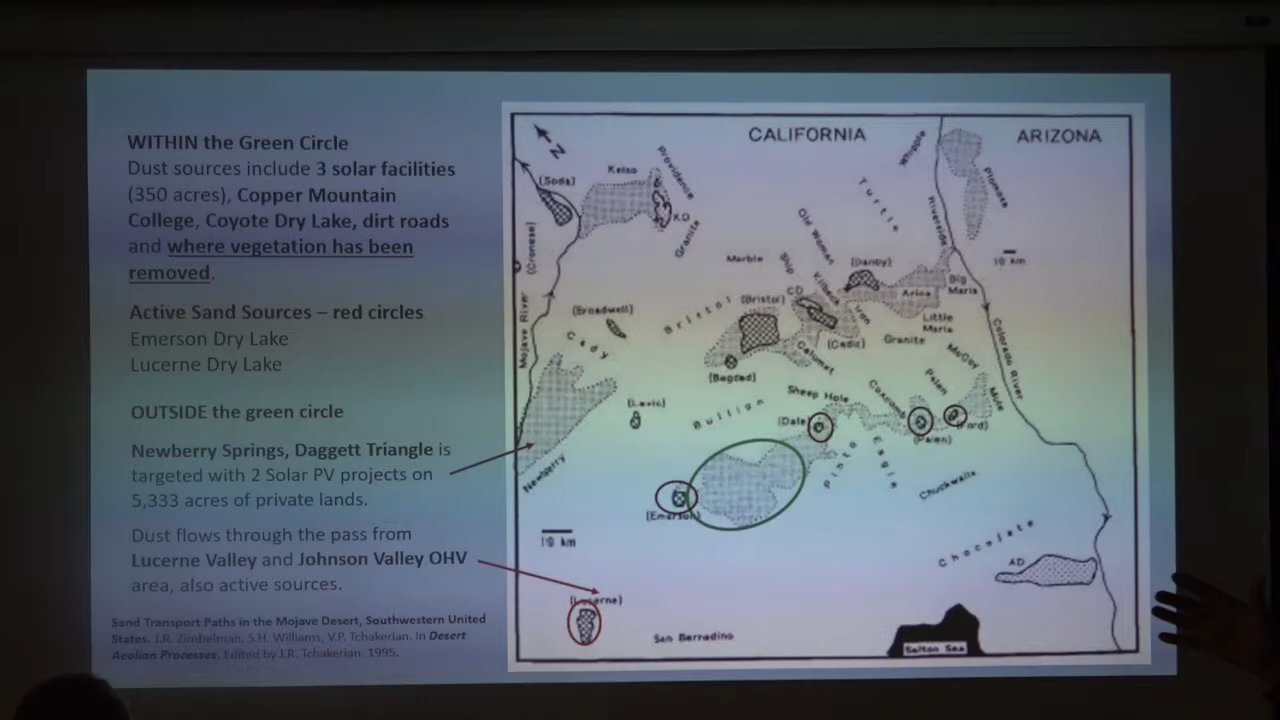 WITHIN the Green Circle
Dust sources include 3 solar facilities
(350 acres), Copper Mountain
College, Coyote Dry Lake, dirt roads
and where vegetation has been
removed.
Active Sand Sources – red circles
Emerson Dry Lake
Lucerne Dry Lake
OUTSIDE the green circle
Newberry Springs, Daggett Triangle is
targeted with 2 Solar PV projects on
5,333 acres of private lands.
Dust flows through the pass from
Lucerne Valley and Johnson Valley OHV
area, also active sources.
Sand Transport Paths in the Mojave Desert, Southwestern United
States. J.R. Zimbelman, S.H. Williams, V.P. Tchakerian. In Desert
Aeolian Processes. Edited by J.R. Tchakerian. 1995.
CALIFORNIA
ARIZONA
N
Whipple
Providence
Kelso
(Soda)
Plomosa
Turtle
KD
Granite
Riverside
Old Woman
(Cronese)
Marble
Ship
(Danby)
10 km
Big
Maria
CD
Kilbeck
Iron
Arica
Mojave River
(Broadwell)
Bristol
(Bristol)
Little
Maria
Cady
(Cadiz)
Granite
Calumet
McCoy
Colorado River
(Bagdad)
Palen
Sheep Hole
Coxcomb
Mule
(Lavic)
Bullion
(Dale)
(Palen)
(Ford)
Pinto
Eagle
Newberry
Chuckwalla
(Emerson)
10 km
Chocolate
AD
(Lucerne)
San Bernadino
Salton Sea